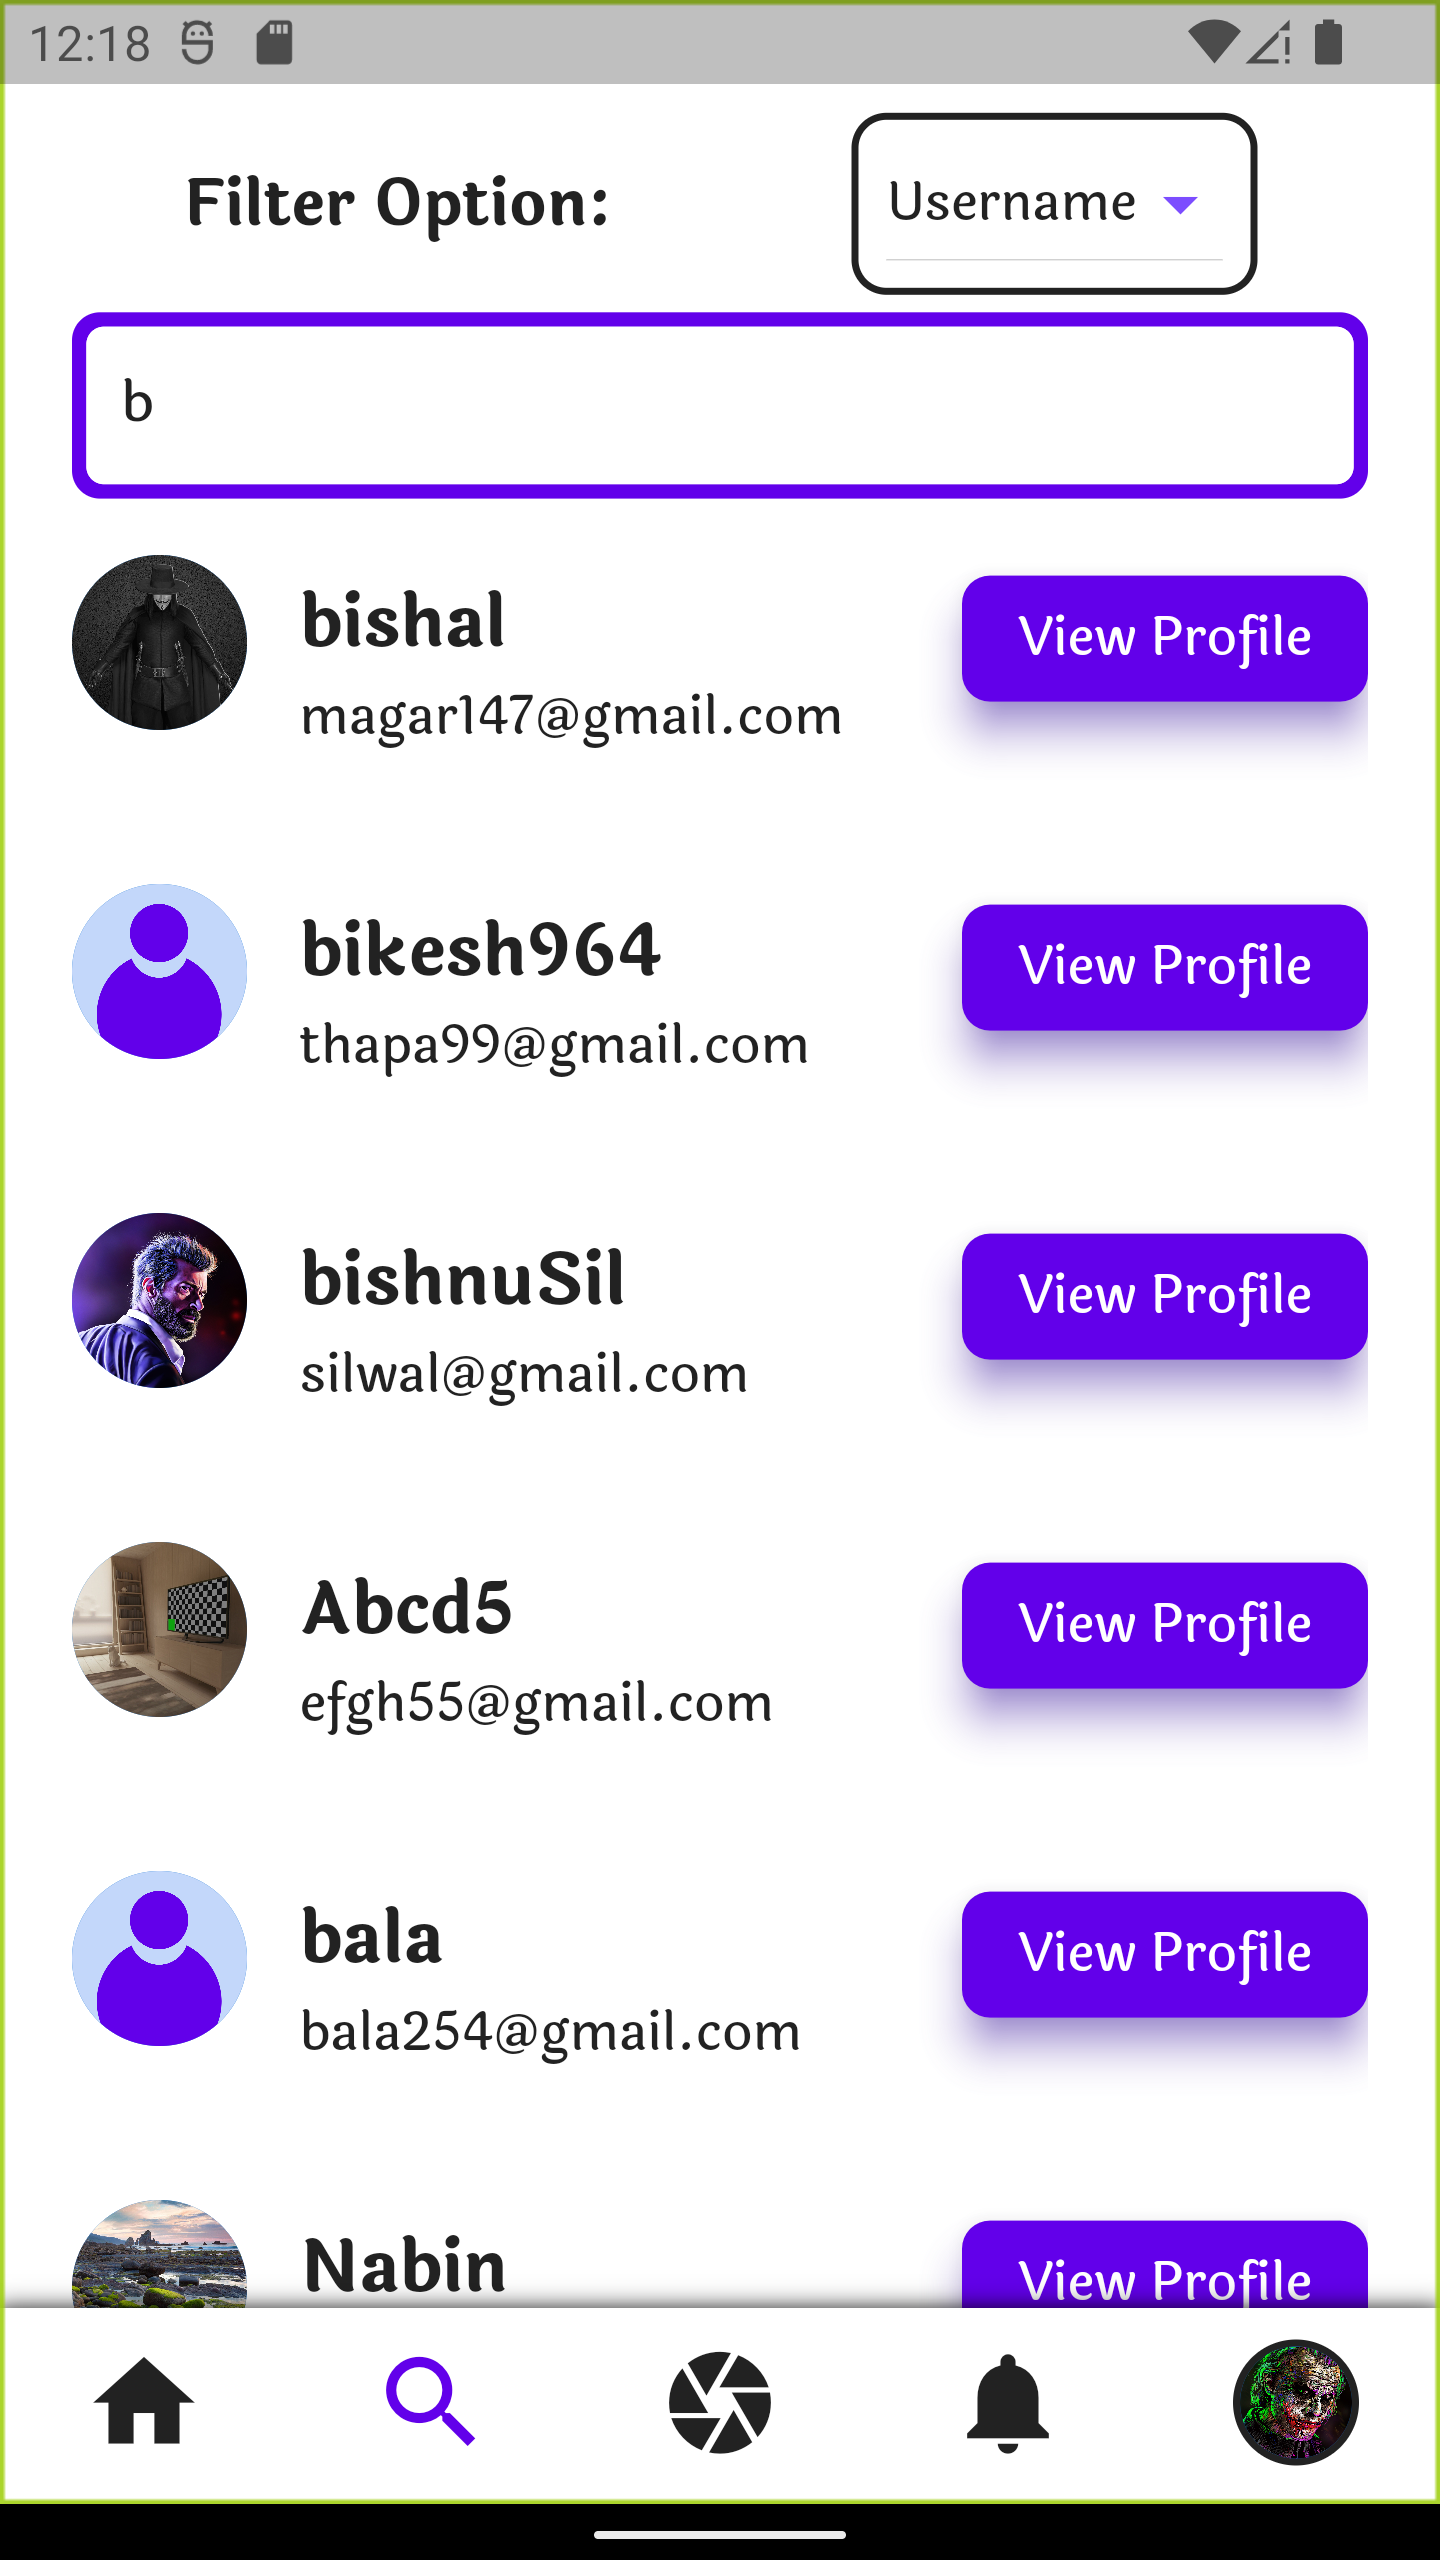 12:18
Filter Option:
Username
b
bishal
View Profile
magar147@gmail.com
bikesh964
View Profile
thapa99@gmail.com
bishnuSil
View Profile
silwal@gmail.com
Abcd5
View Profile
efgh55@gmail.com
bala
View Profile
bala254@gmail.com
Nabin
View Profile